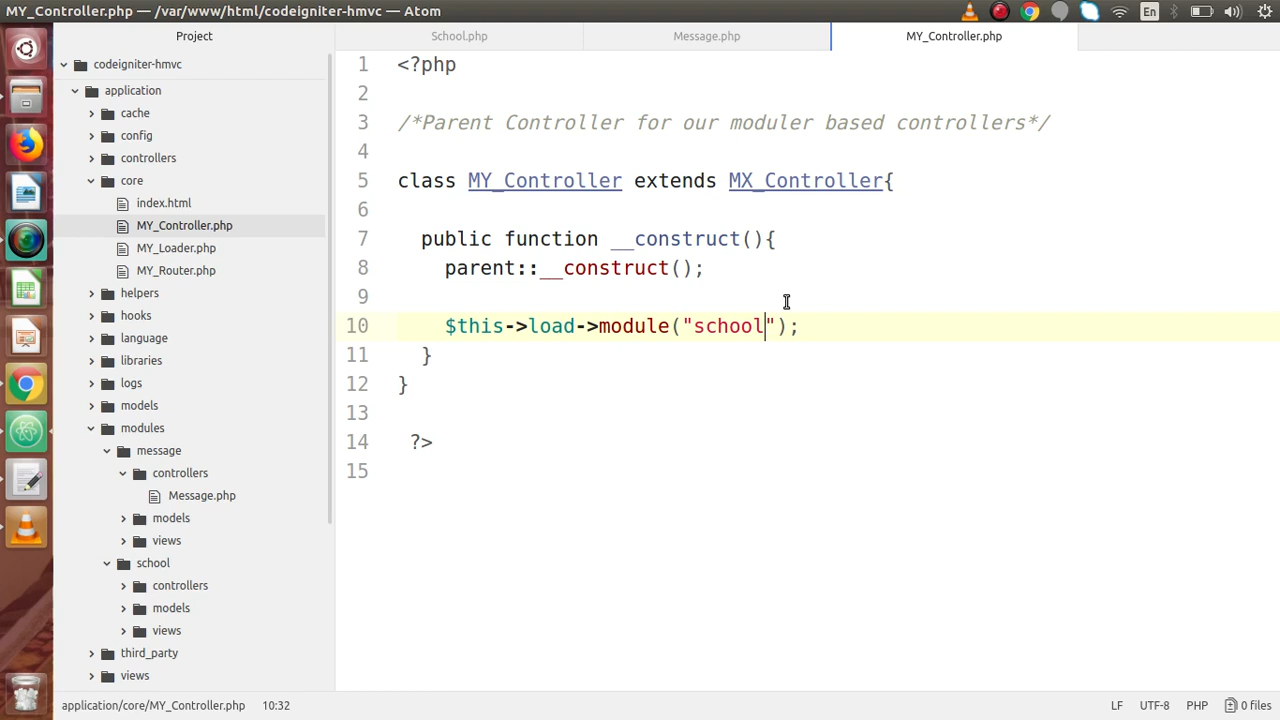 MY_Controller.php — /var/www/html/codeigniter-hmvc — Atom
En
Project
School.php
Message.php
MY_Controller.php
codeigniter-hmvc
application
cache
config
controllers
core
index.html
MY_Controller.php
MY_Loader.php
MY_Router.php
helpers
hooks
language
libraries
logs
models
modules
message
controllers
Message.php
models
views
school
controllers
models
views
third_party
views
1 <?php
2
3 /*Parent Controller for our moduler based controllers*/
4
5 class MY_Controller extends MX_Controller{
6
7 public function __construct(){
8 parent::__construct();
9
10 $this->load->module("school");
11 }
12 }
13
14 ?>
15
application/core/MY_Controller.php 10:32
LF UTF-8 PHP 0 files